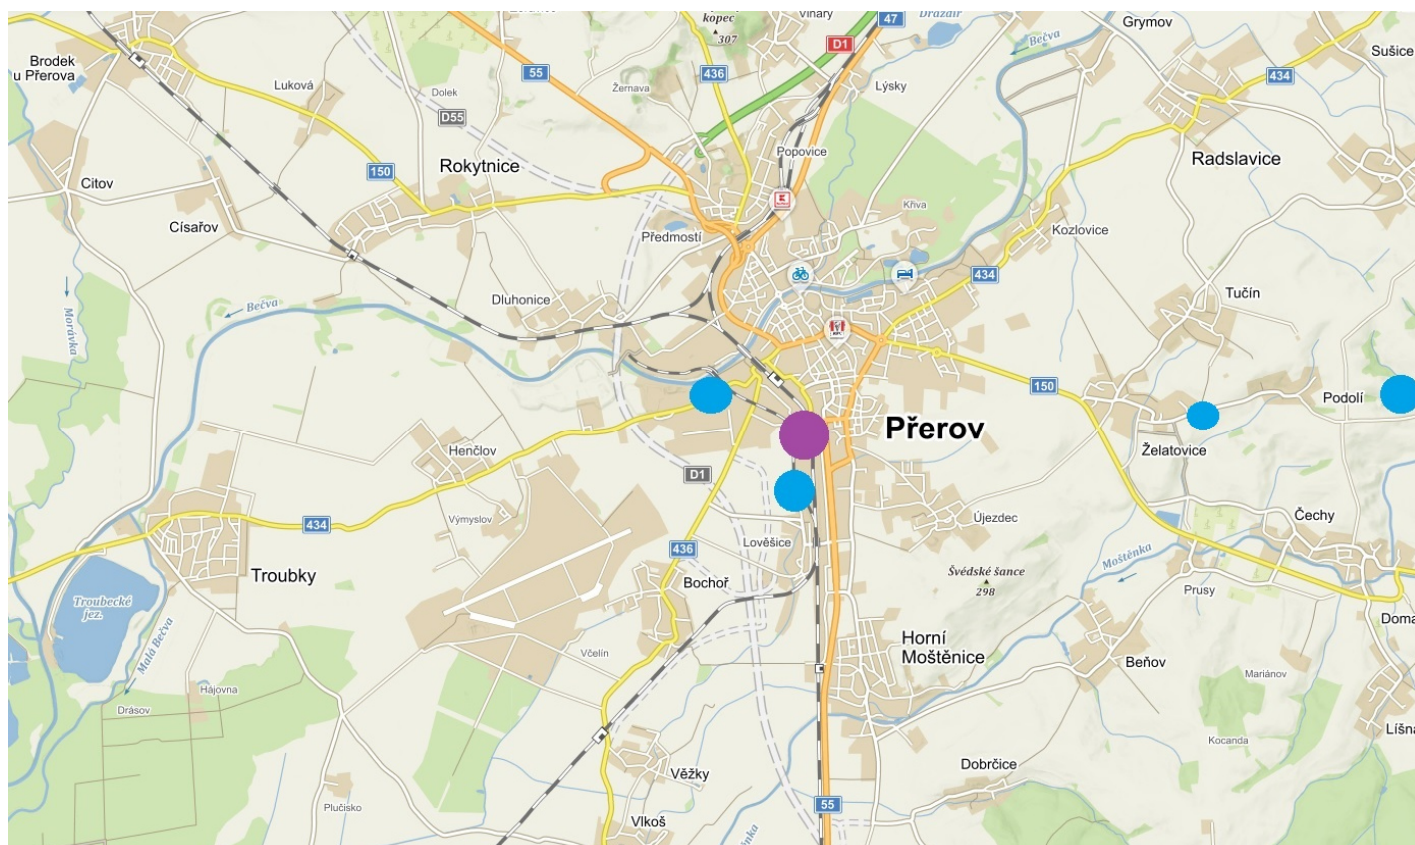 kopec
307
Vinary
47
Drázdír
Grymov
Brodek
u Přerova
55
436
D1
Bečva
Sušice
434
Luková
Dolek
Žernava
Lýsky
D55
Popovice
Rokytnice
Radslavice
150
Citov
K
Křiva
Císařov
Předmostí
Kozlovice
434
Tučín
Dluhonice
Bečva
Morávka
KFC
150
Podolí
Přerov
Želatovice
Henčlov
D1
Výmyslov
Újezdec
Čechy
434
Lověšice
436
Moštěnka
Troubky
Bochoř
Švédské šance
298
Prusy
Troubecké
jez.
Doma
Malá Bečva
Včelín
Horní
Moštěnice
Beňov
Mariánov
Hájovna
Drásov
Kocanda
Líšna
Věžky
Dobrčice
Plučisko
55
Vlkoš